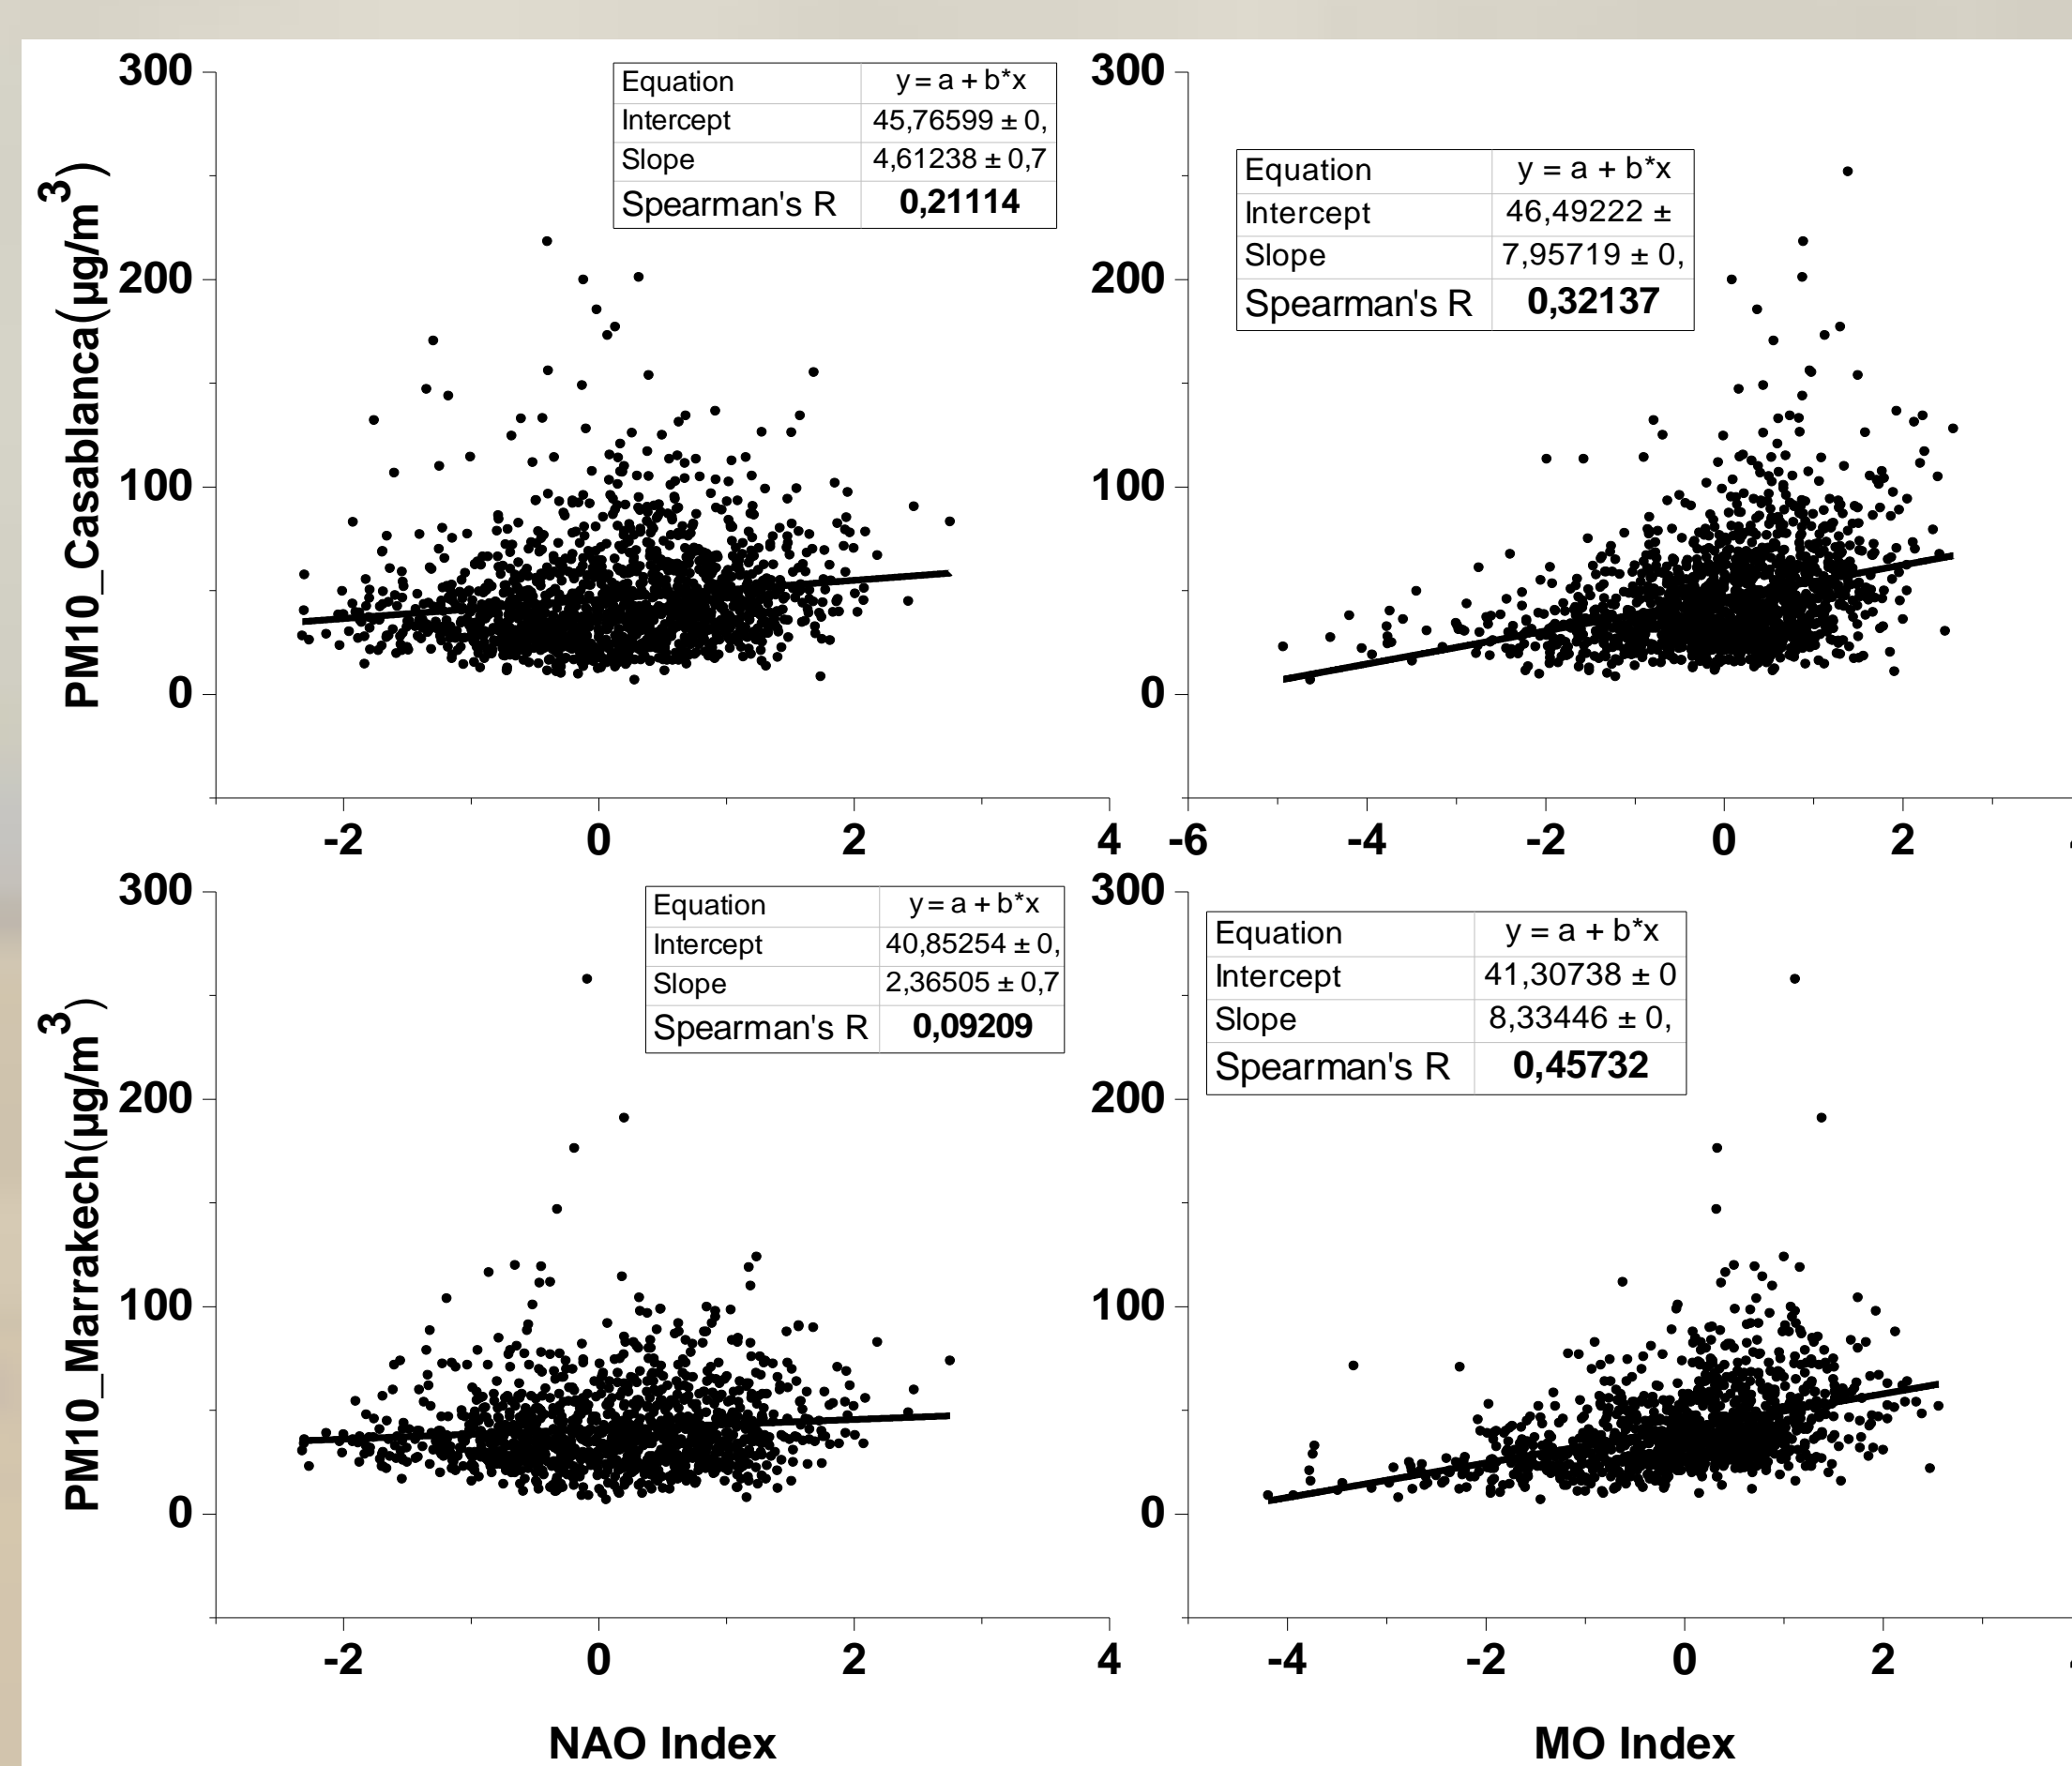 300
200
100
0
PM10_Casablanca(µg/m³)
Equation y = a + b*x
Intercept 45,76599 ± 0,
Slope 4,61238 ± 0,7
Spearman's R 0,21114
-2 0 2 4
300
200
100
0
Equation y = a + b*x
Intercept 46,49222 ±
Slope 7,95719 ± 0,
Spearman's R 0,32137
-6 -4 -2 0 2
300
200
100
0
PM10_Marrakech(µg/m³)
Equation y = a + b*x
Intercept 40,85254 ± 0,
Slope 2,36505 ± 0,7
Spearman's R 0,09209
-2 0 2 4
NAO Index
300
200
100
0
Equation y = a + b*x
Intercept 41,30738 ± 0
Slope 8,33446 ± 0,
Spearman's R 0,45732
-4 -2 0 2
MO Index